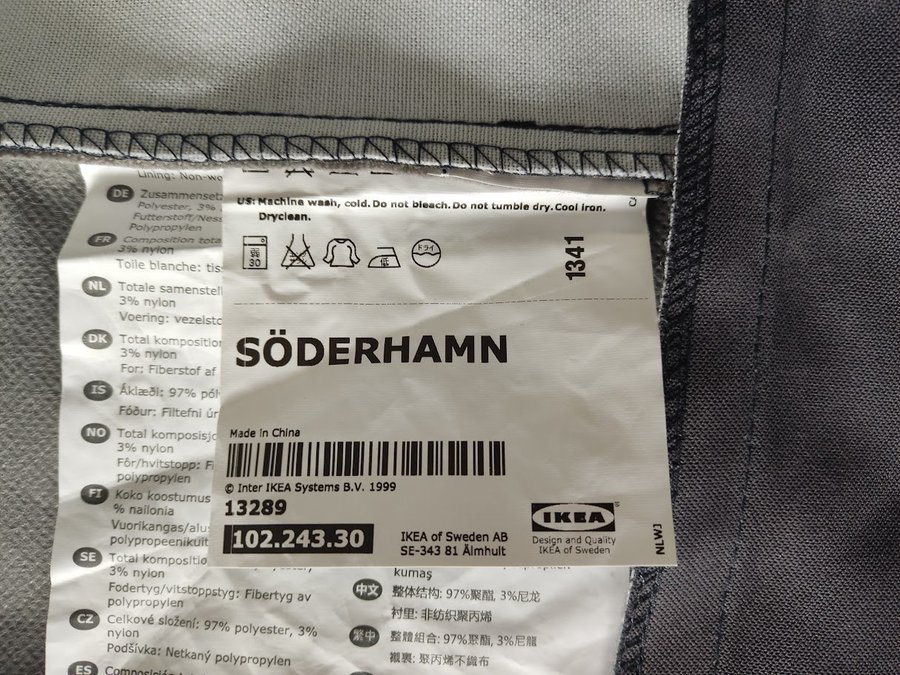 Lining: Non-wo
DE Zusammensetz
Polyester, 3%
Futterstoff/Ness
Polypropylen
FR Composition tota
3% nylon
Toile blanche: tis
NL Totale samenstel
3% nylon
Voering: vezelsto
DK Total komposition
3% nylon
For: Fiberstof af
IS Áklæði: 97% pól
Fóður: Filtefni úr
NO Total komposisjo
3% nylon
Fôr/hvitstopp: Fi
polypropylen
FI Koko koostumus
% nailonia
Vuorikangas/alu
polypropeenikuit
SE Total kompositio
3% nylon
Fodertyg/vitstoppstyg: Fibertyg av
polypropylen
CZ Celkové složení: 97% polyester, 3%
nylon
Podšívka: Netkaný polypropylen
ES Composición
US: Machine wash, cold. Do not bleach. Do not tumble dry. Cool iron.
Dryclean.
30
低
ドライ
1341
SÖDERHAMN
Made in China
© Inter IKEA Systems B.V. 1999
13289
102.243.30
IKEA of Sweden AB
SE-343 81 Älmhult
IKEA
Design and Quality
IKEA of Sweden
NLWJ
kumaş
中文 整体结构: 97%聚酯, 3%尼龙
衬里: 非纺织聚丙烯
繁中 整體組合: 97%聚酯, 3%尼龍
襯裏: 聚丙烯不織布